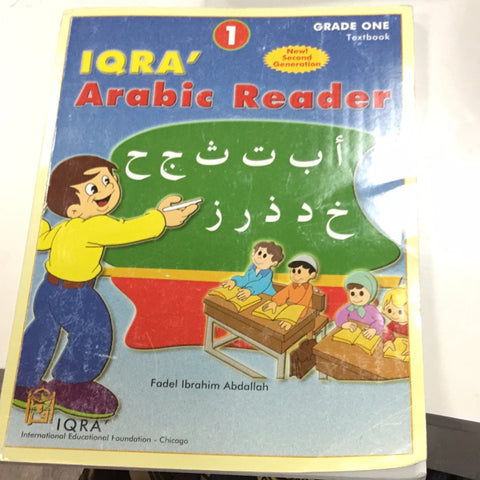 1
GRADE ONE
Textbook
New!
Second
Generation
IQRA'
Arabic Reader
أ ب ت ث ج ح
خ د ذ ر ز
Fadel Ibrahim Abdallah
IQRA'
International Educational Foundation - Chicago